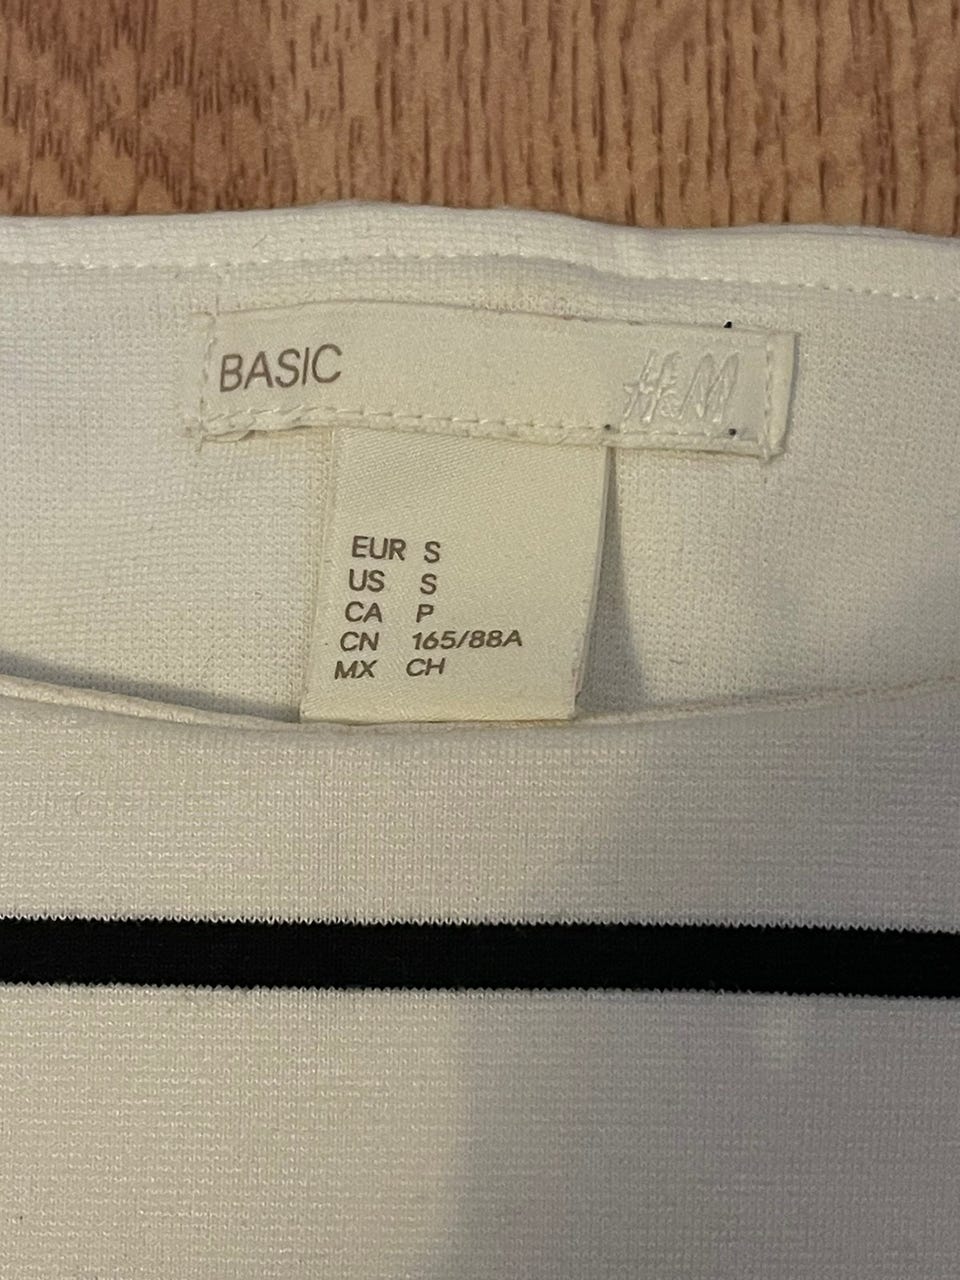 BASIC H&M
EUR S
US S
CA P
CN 165/88A
MX CH